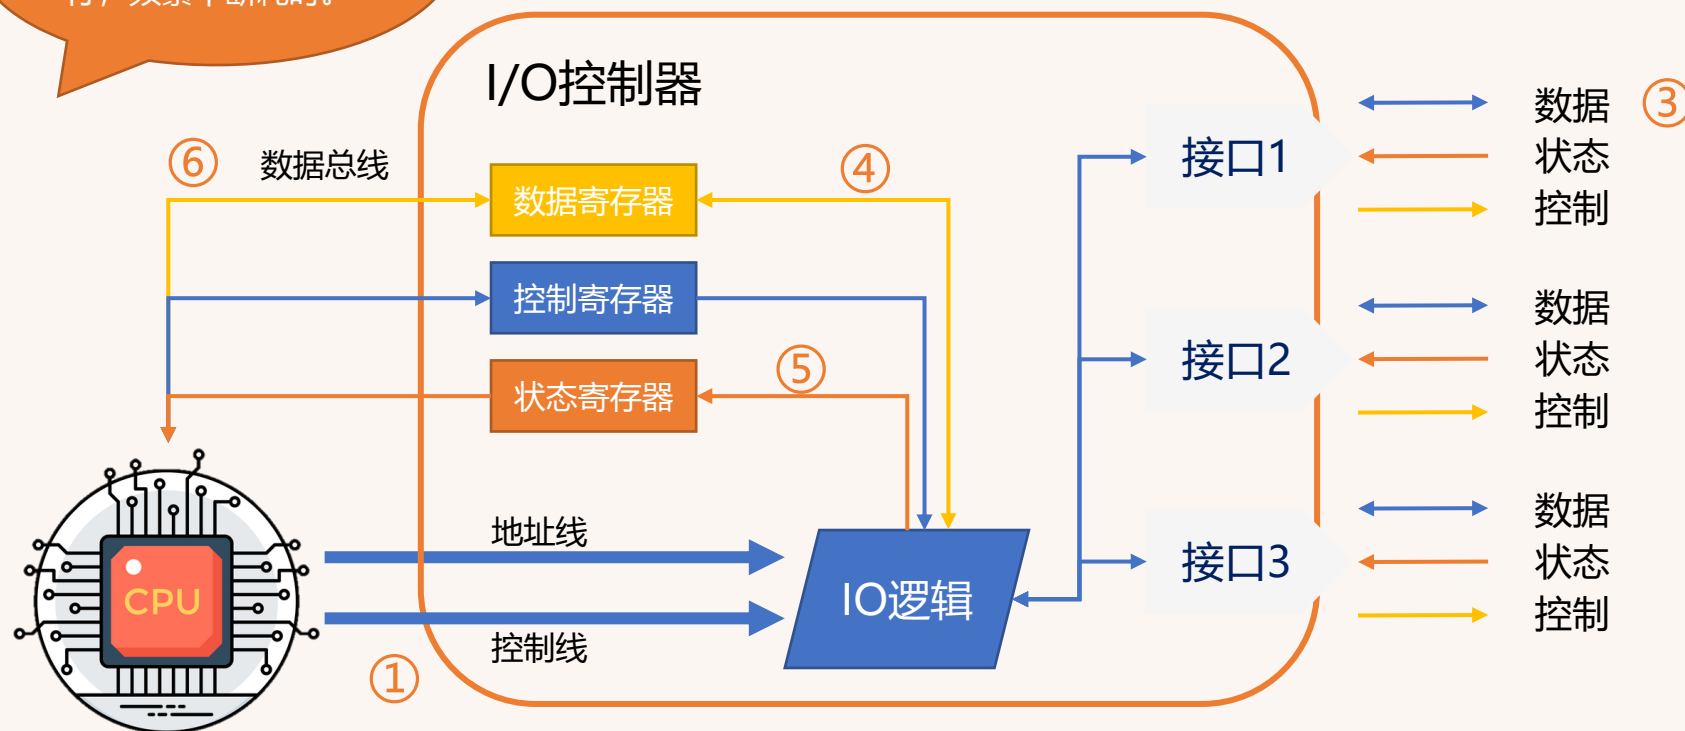 I/O控制器
⑥
数据总线
数据寄存器
④
控制寄存器
⑤
状态寄存器
CPU
地址线
控制线
①
IO逻辑
接口1
数据
③
状态
控制
接口2
数据
状态
控制
接口3
数据
状态
控制